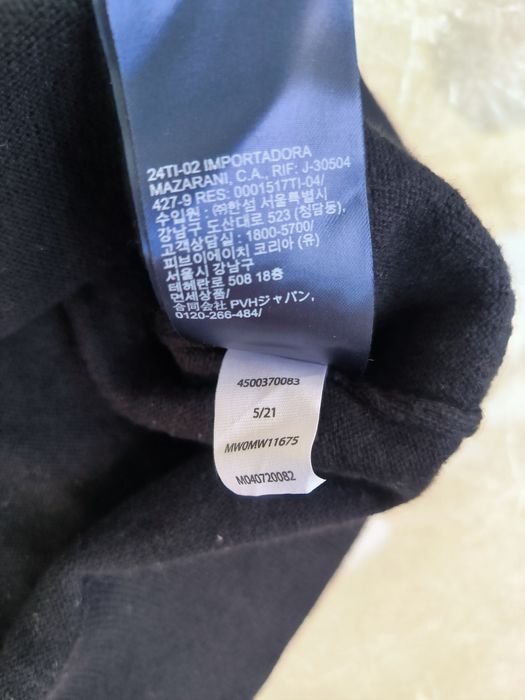 24TI-02 IMPORTADORA
MAZARANI, C.A., RIF: J-30504
427-9 RES: 0001517TI-04/
수입원 : ㈜한섬 서울특별시
강남구 도산대로 523 (청담동),
고객상담실 : 1800-5700/
피브이에이치 코리아 (유)
서울시 강남구
테헤란로 508 18층
면세상품/
合同会社 PVHジャパン,
0120-266-484/
4500370083
5/21
MW0MW11675
M040720082